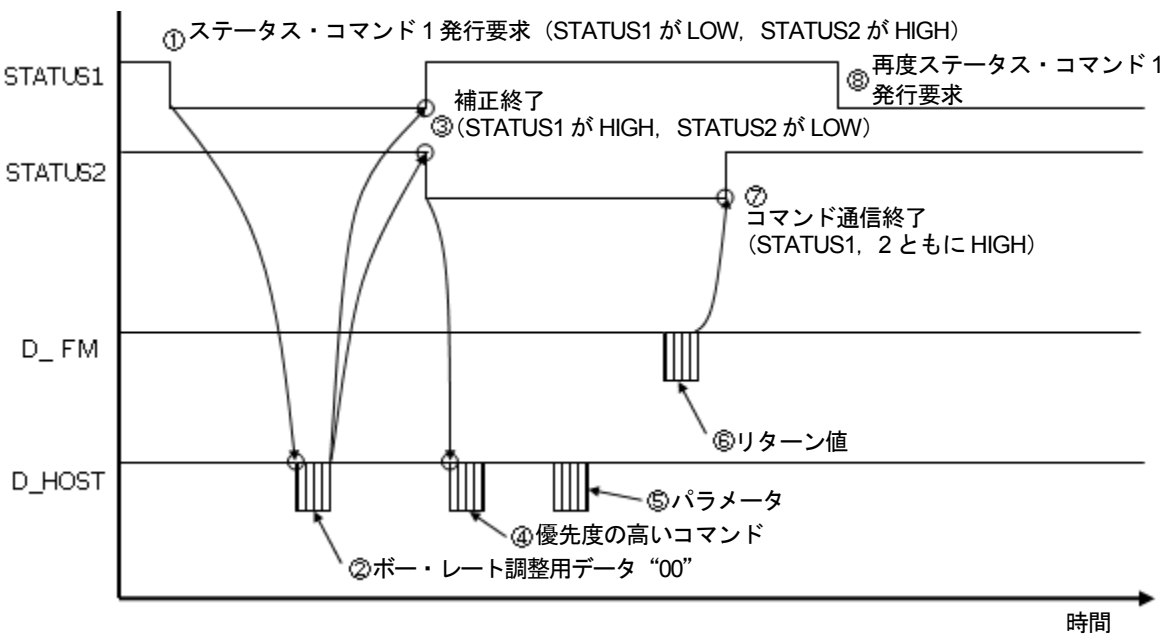 ①ステータス・コマンド1発行要求（STATUS1がLOW，STATUS2がHIGH）
STATUS1
⑧再度ステータス・コマンド1
発行要求
補正終了
③（STATUS1がHIGH，STATUS2がLOW）
STATUS2
⑦
コマンド通信終了
（STATUS1，2ともにHIGH）
D_ FM
⑥リターン値
D_HOST
⑤パラメータ
④優先度の高いコマンド
②ボー・レート調整用データ“00”
時間